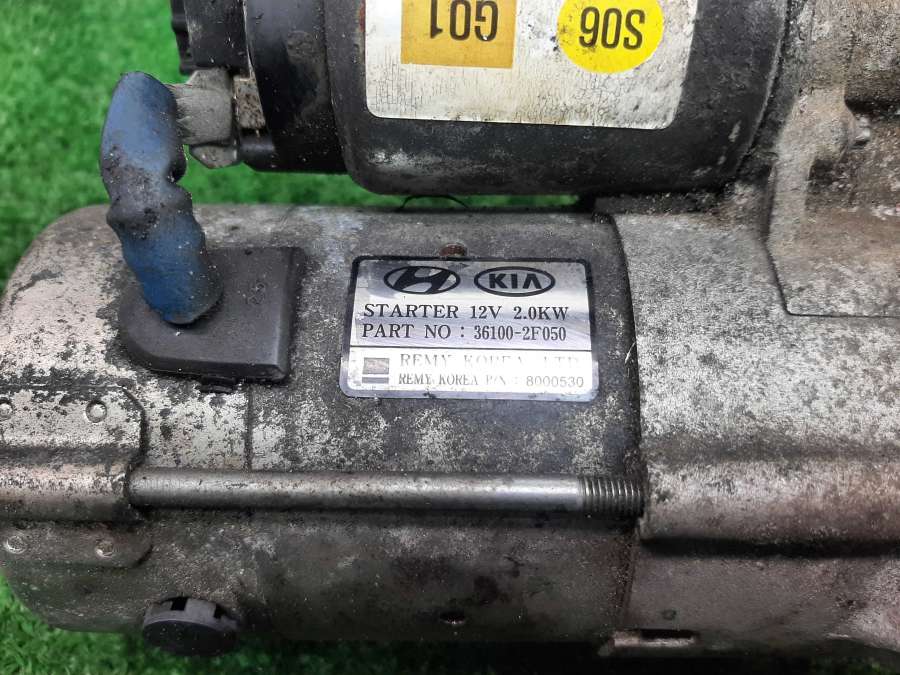 G01
S06
KIA
STARTER 12V 2.0KW
PART NO : 36100-2F050
REMY KOREA LTD
REMY KOREA P/N : 8000530